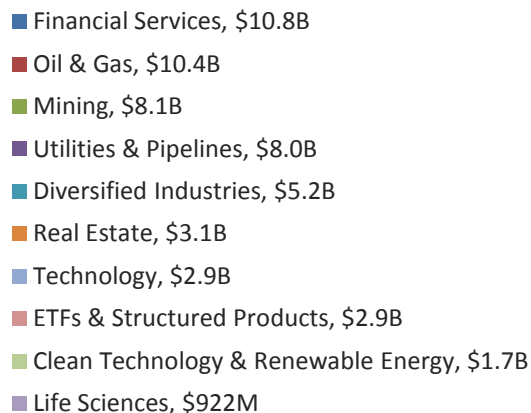 Financial Services, $10.8B
Oil & Gas, $10.4B
Mining, $8.1B
Utilities & Pipelines, $8.0B
Diversified Industries, $5.2B
Real Estate, $3.1B
Technology, $2.9B
ETFs & Structured Products, $2.9B
Clean Technology & Renewable Energy, $1.7B
Life Sciences, $922M